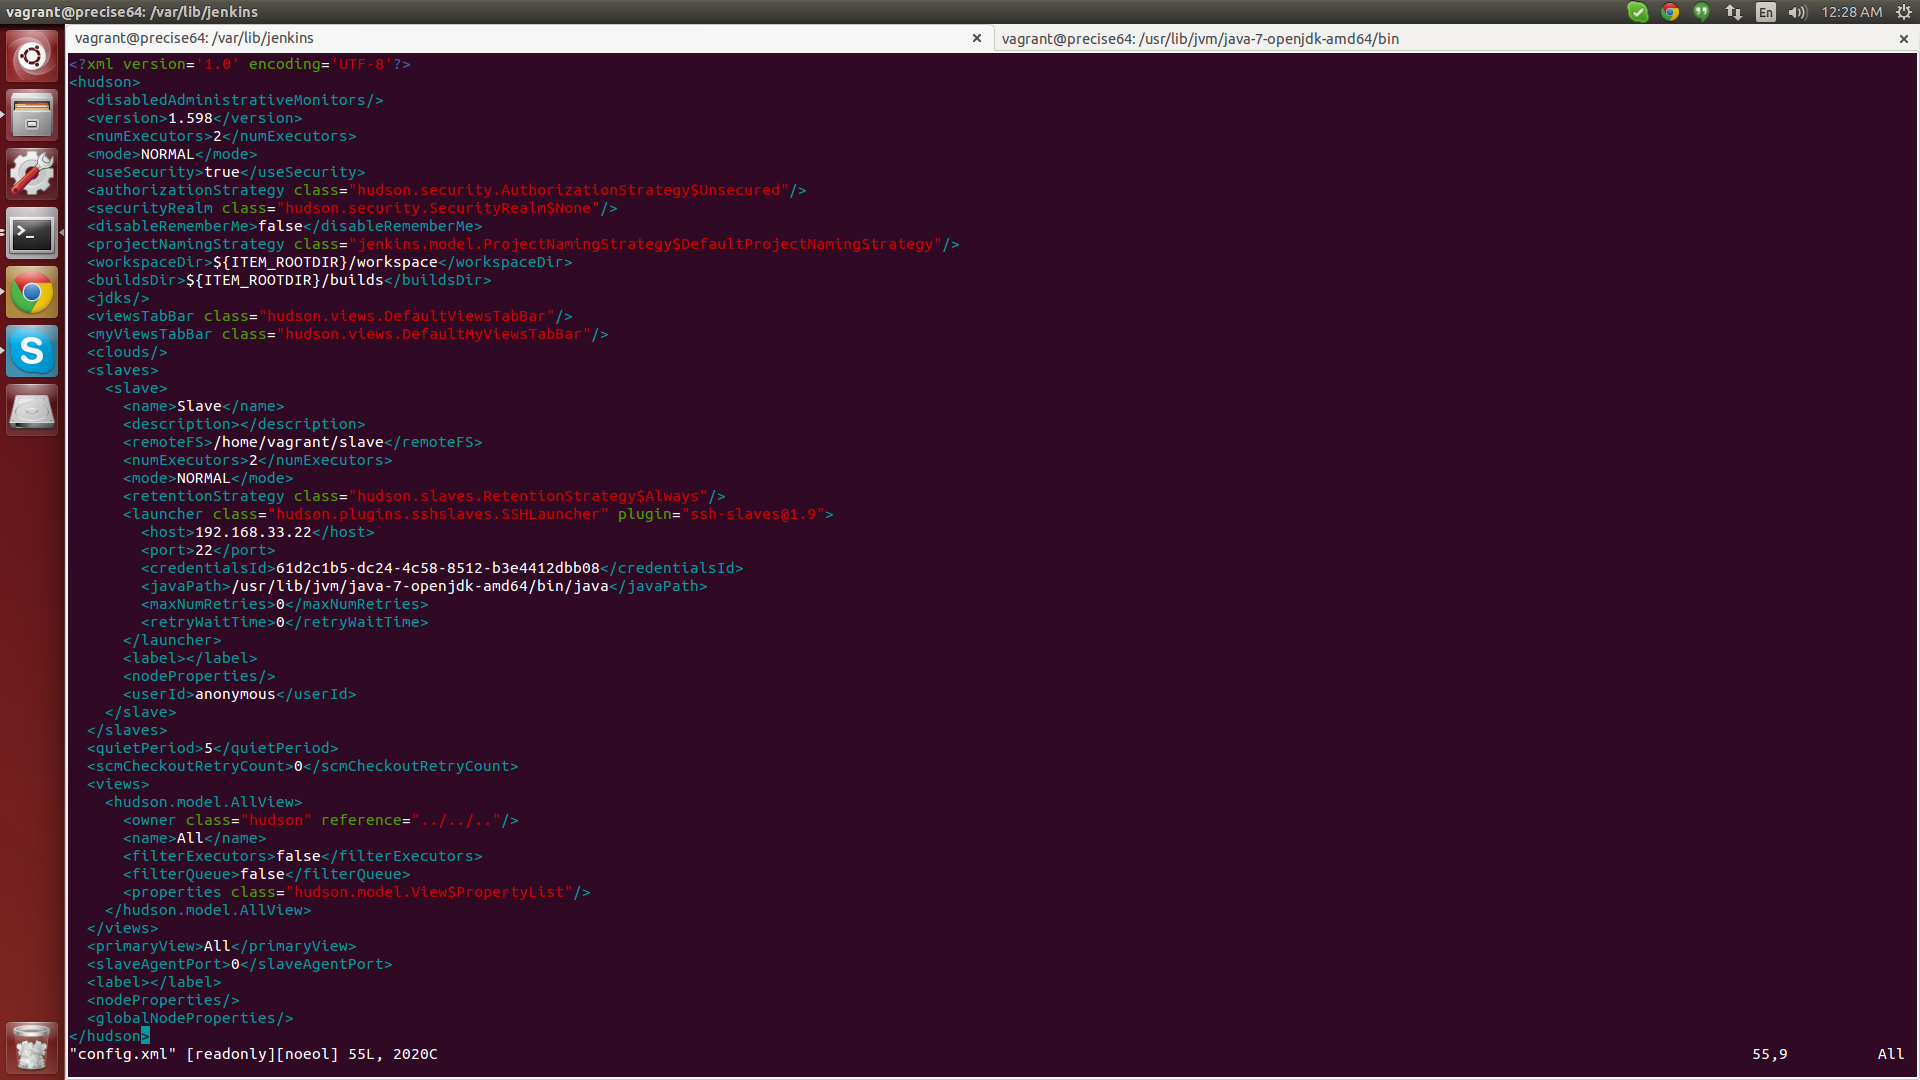 vagrant@precise64: /var/lib/jenkins
En
12:28 AM
vagrant@precise64: /var/lib/jenkins
vagrant@precise64: /usr/lib/jvm/java-7-openjdk-amd64/bin
<?xml version='1.0' encoding='UTF-8'?>
<hudson>
  <disabledAdministrativeMonitors/>
  <version>1.598</version>
  <numExecutors>2</numExecutors>
  <mode>NORMAL</mode>
  <useSecurity>true</useSecurity>
  <authorizationStrategy class="hudson.security.AuthorizationStrategy$Unsecured"/>
  <securityRealm class="hudson.security.SecurityRealm$None"/>
  <disableRememberMe>false</disableRememberMe>
  <projectNamingStrategy class="jenkins.model.ProjectNamingStrategy$DefaultProjectNamingStrategy"/>
  <workspaceDir>${ITEM_ROOTDIR}/workspace</workspaceDir>
  <buildsDir>${ITEM_ROOTDIR}/builds</buildsDir>
  <jdks/>
  <viewsTabBar class="hudson.views.DefaultViewsTabBar"/>
  <myViewsTabBar class="hudson.views.DefaultMyViewsTabBar"/>
  <clouds/>
  <slaves>
    <slave>
      <name>Slave</name>
      <description></description>
      <remoteFS>/home/vagrant/slave</remoteFS>
      <numExecutors>2</numExecutors>
      <mode>NORMAL</mode>
      <retentionStrategy class="hudson.slaves.RetentionStrategy$Always"/>
      <launcher class="hudson.plugins.sshslaves.SSHLauncher" plugin="ssh-slaves@1.9">
        <host>192.168.33.22</host>
        <port>22</port>
        <credentialsId>61d2c1b5-dc24-4c58-8512-b3e4412dbb08</credentialsId>
        <javaPath>/usr/lib/jvm/java-7-openjdk-amd64/bin/java</javaPath>
        <maxNumRetries>0</maxNumRetries>
        <retryWaitTime>0</retryWaitTime>
      </launcher>
      <label></label>
      <nodeProperties/>
      <userId>anonymous</userId>
    </slave>
  </slaves>
  <quietPeriod>5</quietPeriod>
  <scmCheckoutRetryCount>0</scmCheckoutRetryCount>
  <views>
    <hudson.model.AllView>
      <owner class="hudson" reference="../../.."/>
      <name>All</name>
      <filterExecutors>false</filterExecutors>
      <filterQueue>false</filterQueue>
      <properties class="hudson.model.View$PropertyList"/>
    </hudson.model.AllView>
  </views>
  <primaryView>All</primaryView>
  <slaveAgentPort>0</slaveAgentPort>
  <label></label>
  <nodeProperties/>
  <globalNodeProperties/>
</hudson>
"config.xml" [readonly][noeol] 55L, 2020C 55,9 All